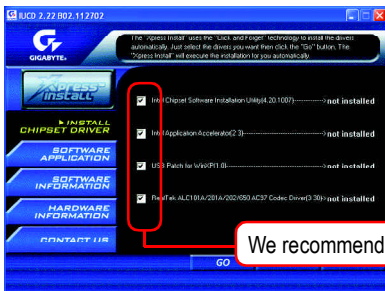 IUCD 2.22 B02.112702
GIGABYTE
The "Xpress Install" uses the "Click and Forget" technology to install the drivers
automatically. Just select the drivers you want then click the "Go" button. The
"Xpress Install" will execute the installation for you automatically.
Xpress
INSTALL
INSTALL
CHIPSET DRIVER
SOFTWARE
APPLICATION
SOFTWARE
INFORMATION
HARDWARE
INFORMATION
CONTACT US
Intel Chipset Software Installation Utility(4.20.1007)------------>not installed
Intel Application Accelerator(2.3)------------------------>not installed
USB Patch for WinXP(1.0)------------------------>not installed
RealTek ALC101A/201A/202/650 AC97 Codec Driver(3.30)>not installed
We recommend
GO